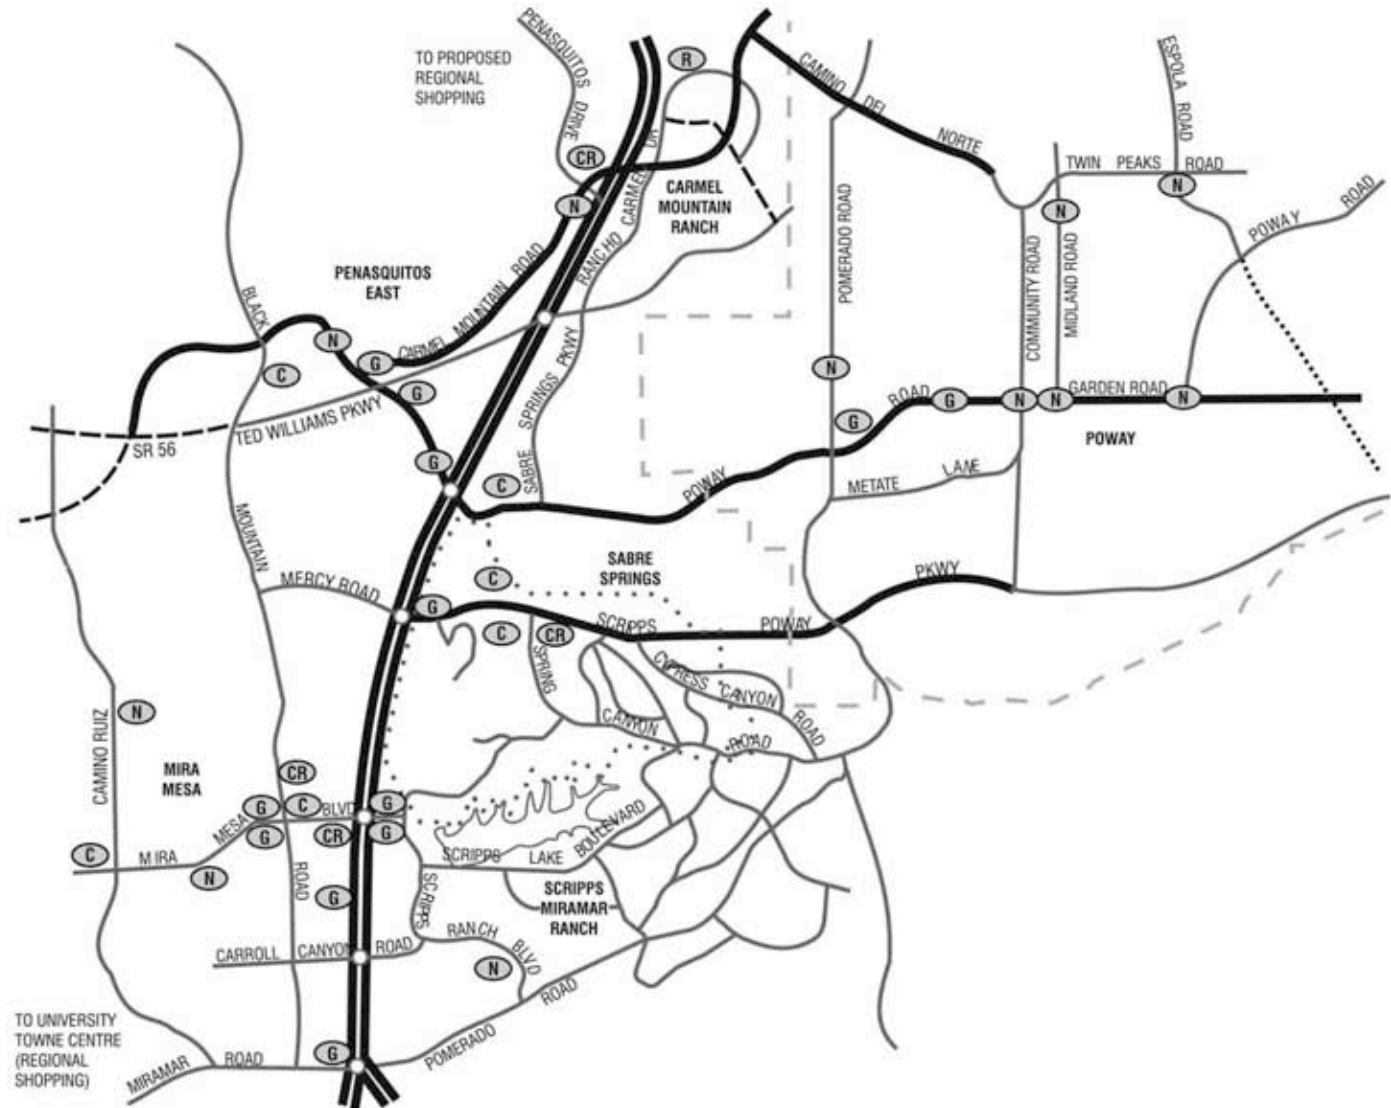 TO PROPOSED
REGIONAL
SHOPPING
PENASQUITOS DRIVE
R
CAMINO DEL NORTE
ESPOLA ROAD
CR
TWIN PEAKS ROAD
N
N
N
CARMEL
MOUNTAIN
RANCH
RANCHO CARMEL DR
POMERADO ROAD
COMMUNITY ROAD
MIDLAND ROAD
POWAY ROAD
PENASQUITOS
EAST
CARMEL MOUNTAIN ROAD
BLACK MOUNTAIN ROAD
N
G
C
G
N
SABRE SPRINGS PKWY
TED WILLIAMS PKWY
SR 56
G
C
POWAY ROAD
G
G
N
N
GARDEN ROAD
N
POWAY
METATE LANE
MERCY ROAD
C
SABRE
SPRINGS
G
C
CR
SCRIPPS POWAY PKWY
SPRING CANYON ROAD
CYPRESS CANYON ROAD
CAMINO RUIZ
N
MIRA
MESA
CR
G
C
G
G
CR
G
MIRA MESA BLVD
C
N
G
SCRIPPS LAKE BOULEVARD
SCRIPPS
MIRAMAR
RANCH
SCRIPPS RANCH BLVD
N
CARROLL CANYON ROAD
TO UNIVERSITY
TOWNE CENTRE
(REGIONAL
SHOPPING)
G
MIRAMAR ROAD
POMERADO ROAD